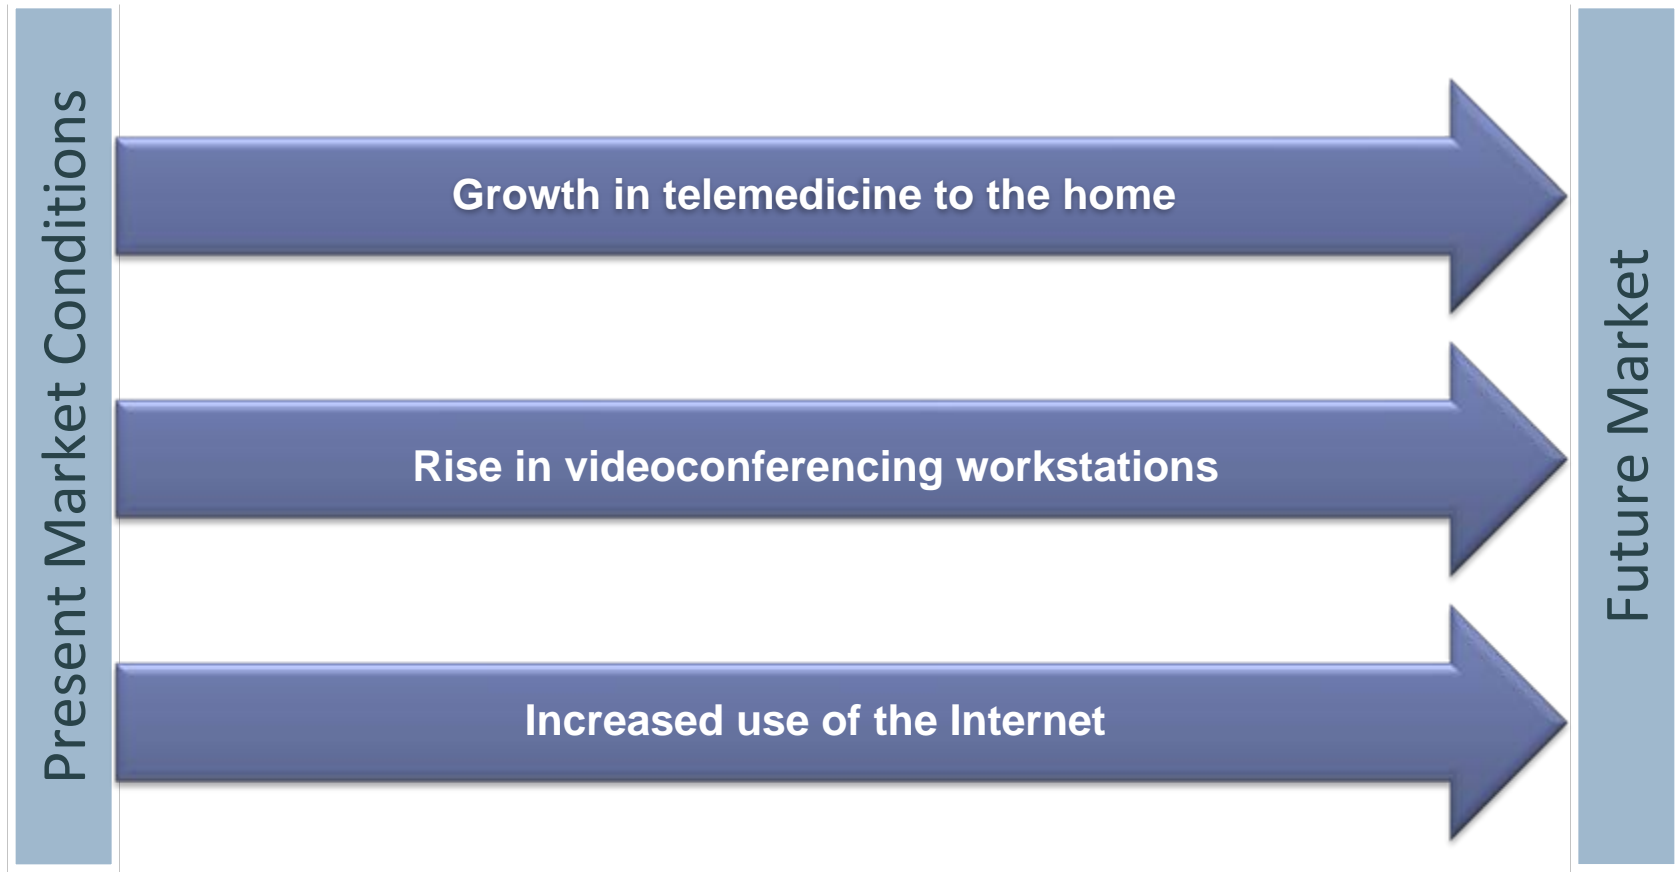 Present Market Conditions
Growth in telemedicine to the home
Rise in videoconferencing workstations
Increased use of the Internet
Future Market